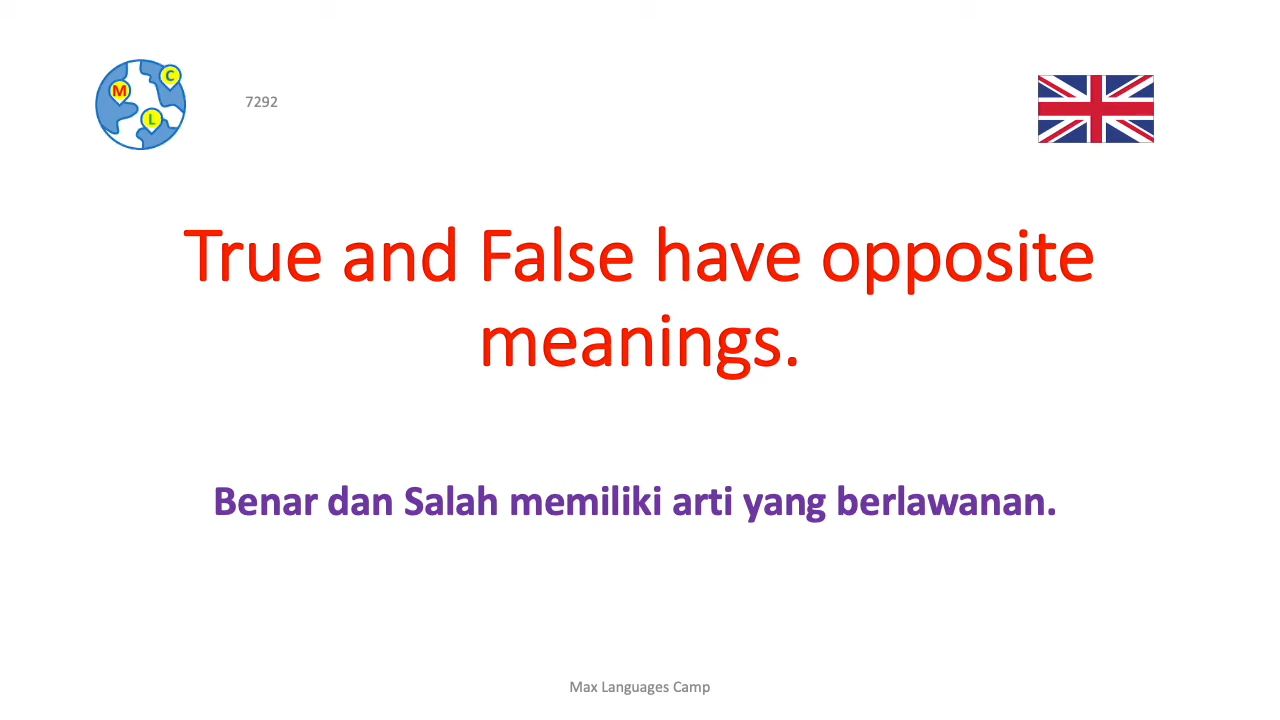 M
C
L
7292
True and False have opposite
meanings.
Benar dan Salah memiliki arti yang berlawanan.
Max Languages Camp